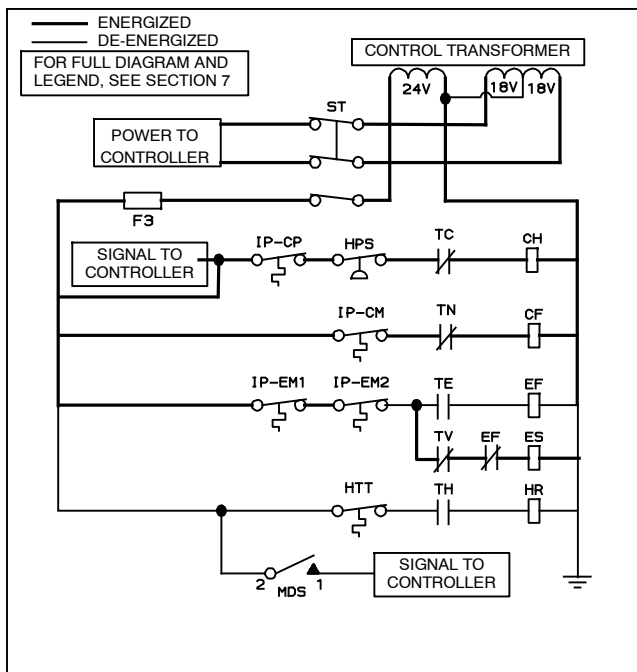 ENERGIZED
DE-ENERGIZED
FOR FULL DIAGRAM AND
LEGEND, SEE SECTION 7
CONTROL TRANSFORMER
24V
18V
18V
ST
POWER TO
CONTROLLER
F3
SIGNAL TO
CONTROLLER
IP-CP
HPS
TC
CH
IP-CM
TN
CF
IP-EM1
IP-EM2
TE
EF
TV
EF
ES
HTT
TH
HR
2
MDS
1
SIGNAL TO
CONTROLLER